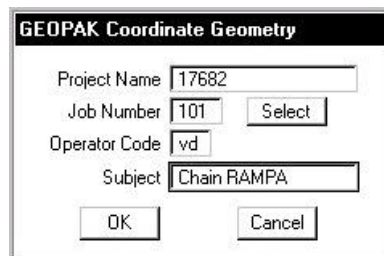 GEOPAK Coordinate Geometry
Project Name 17682
Job Number 101 Select
Operator Code vd
Subject Chain RAMPA
OK Cancel